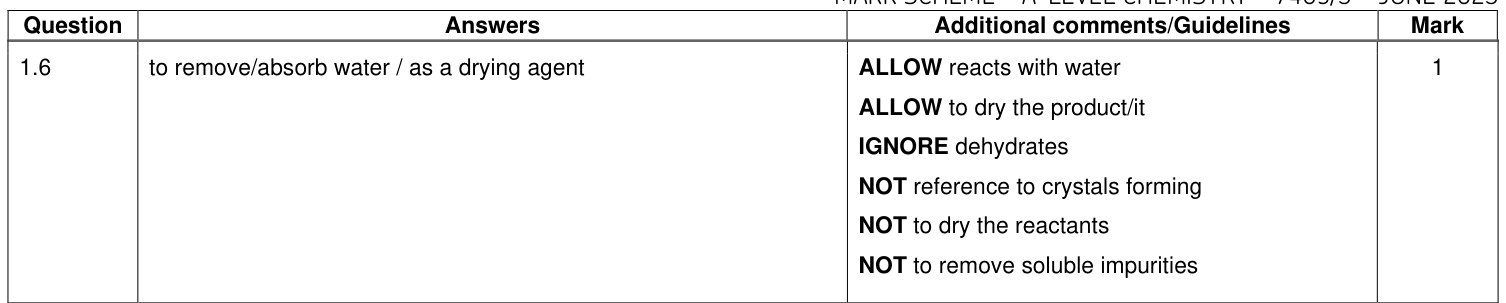 MARK SCHEME – A-LEVEL CHEMISTRY – 7405/3 – JUNE 2023
Question Answers Additional comments/Guidelines Mark
1.6 to remove/absorb water / as a drying agent ALLOW reacts with water 1
ALLOW to dry the product/it
IGNORE dehydrates
NOT reference to crystals forming
NOT to dry the reactants
NOT to remove soluble impurities